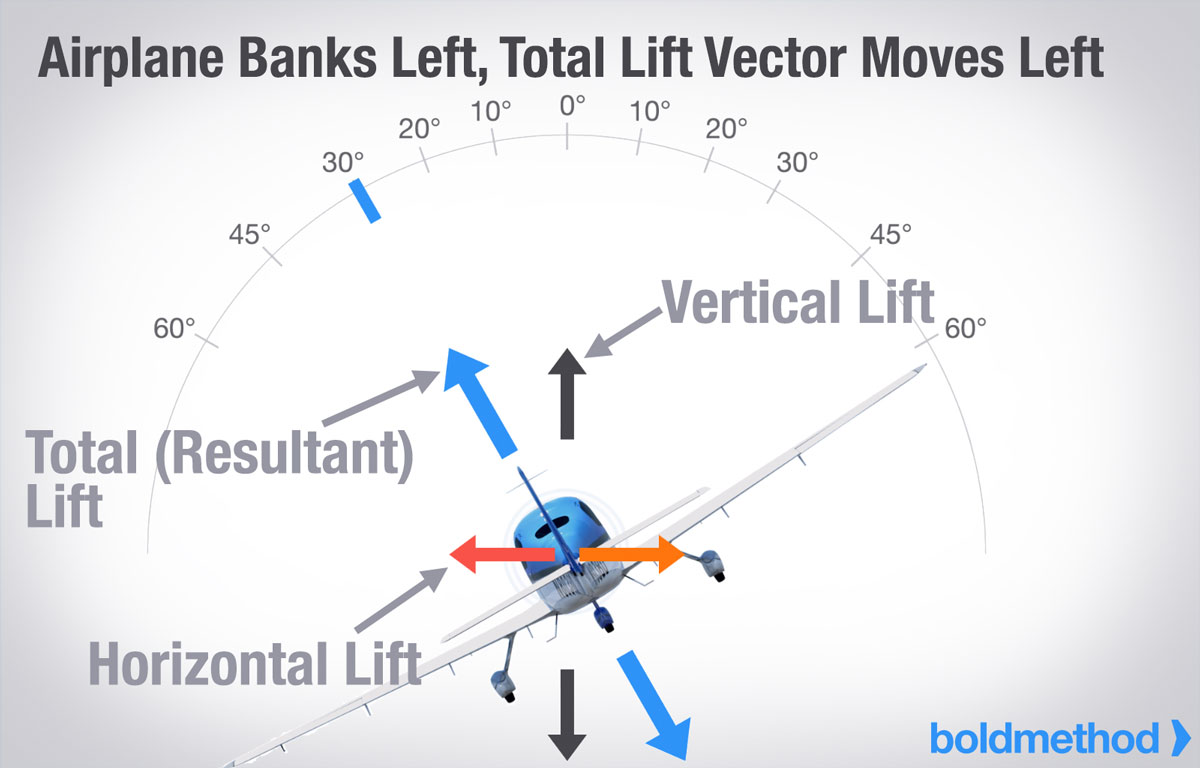 Airplane Banks Left, Total Lift Vector Moves Left
0°
10°
10°
20°
20°
30°
30°
45°
45°
60°
60°
Vertical Lift
Total (Resultant)
Lift
Horizontal Lift
boldmethod